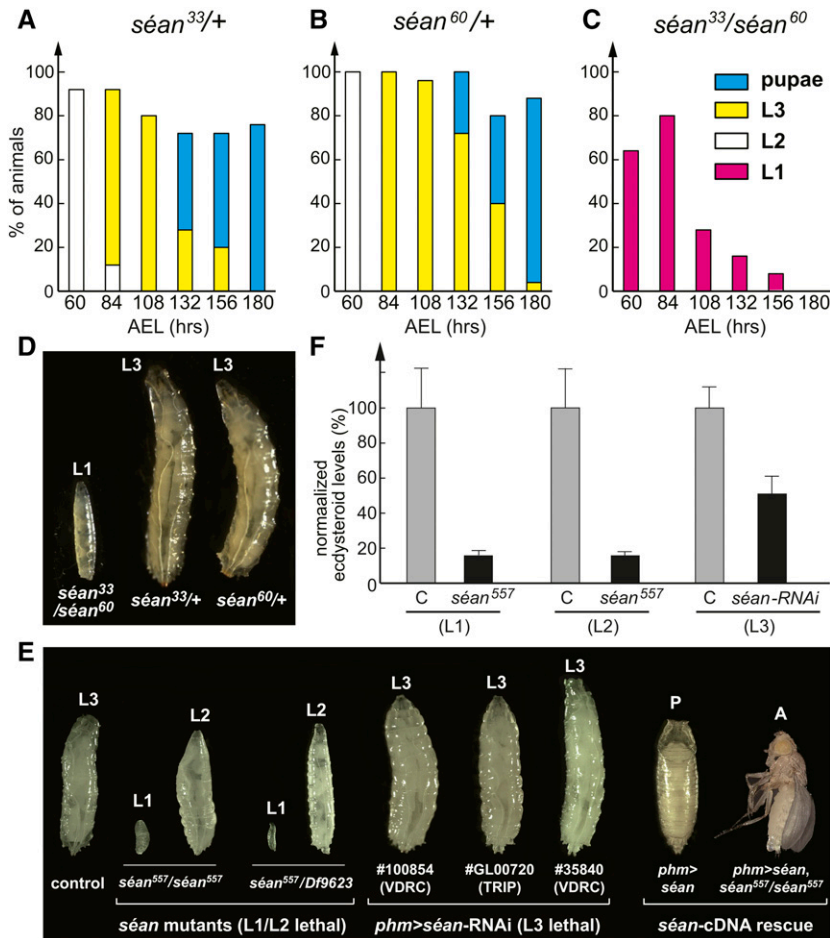 A séan33/+
B séan60/+
C séan33/séan60
% of animals
100
80
60
40
20
0
60 84 108 132 156 180
AEL (hrs)
100
80
60
40
20
0
60 84 108 132 156 180
AEL (hrs)
100
80
60
40
20
0
60 84 108 132 156 180
AEL (hrs)
pupae
L3
L2
L1
D
L3 L3
L1
séan33
/séan60
séan33/+ séan60/+
F
normaalized
ecdysteroid levels (%)
100
80
60
40
20
0
C séan557 C séan557 C séan-RNAi
(L1) (L2) (L3)
E
L3 L1 L2 L1 L2 L3 L3 L3 P A
control
séan557/séan557
séan557/Df9623
#100854
(VDRC)
#GL00720
(TRIP)
#35840
(VDRC)
phm>
séan
phm>séan,
séan557/séan557
séan mutants (L1/L2 lethal)
phm>séan-RNAi (L3 lethal)
séan-cDNA rescue